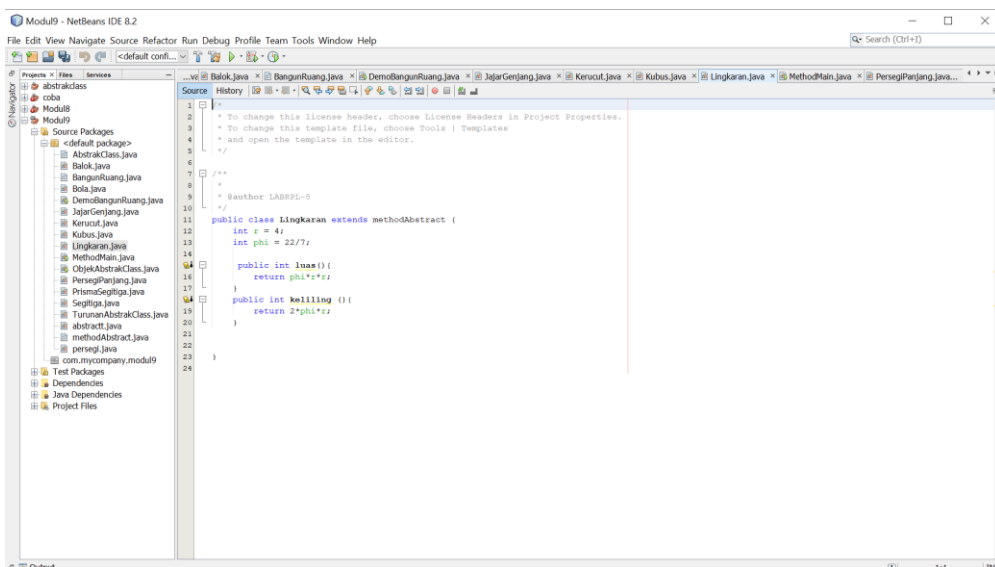 Modul9 - NetBeans IDE 8.2
File Edit View Navigate Source Refactor Run Debug Profile Team Tools Window Help
Search (Ctrl+I)
<default confi...
Projects Files Services
...va Balok.java BangunRuang.java DemoBangunRuang.java JajarGenjang.java Kerucut.java Kubus.java Lingkaran.java MethodMain.java PersegiPanjang.java...
Source History
Navigator
abstrakdass
coba
Modul8
Modul9
Source Packages
<default package>
AbstrakClass.java
Balok.java
BangunRuang.java
Bola.java
DemoBangunRuang.java
JajarGenjang.java
Kerucut.java
Kubus.java
Lingkaran.java
MethodMain.java
ObjekAbstrakClass.java
PersegiPanjang.java
PrismaSegitiga.java
Segitiga.java
TurunanAbstrakClass.java
abstractt.java
methodAbstract.java
persegi.java
com.mycompany.modul9
Test Packages
Dependencies
Java Dependencies
Project Files
1 /*
2 * To change this license header, choose License Headers in Project Properties.
3 * To change this template file, choose Tools | Templates
4 * and open the template in the editor.
5 */
6
7 /**
8 *
9 * @author LABRPL-8
10 */
11 public class Lingkaran extends methodAbstract {
12 int r = 4;
13 int phi = 22/7;
14
public int luas(){
16 return phi*r*r;
17 }
public int keliling (){
19 return 2*phi*r;
20 }
21
22
23 }
24
Output
1:1